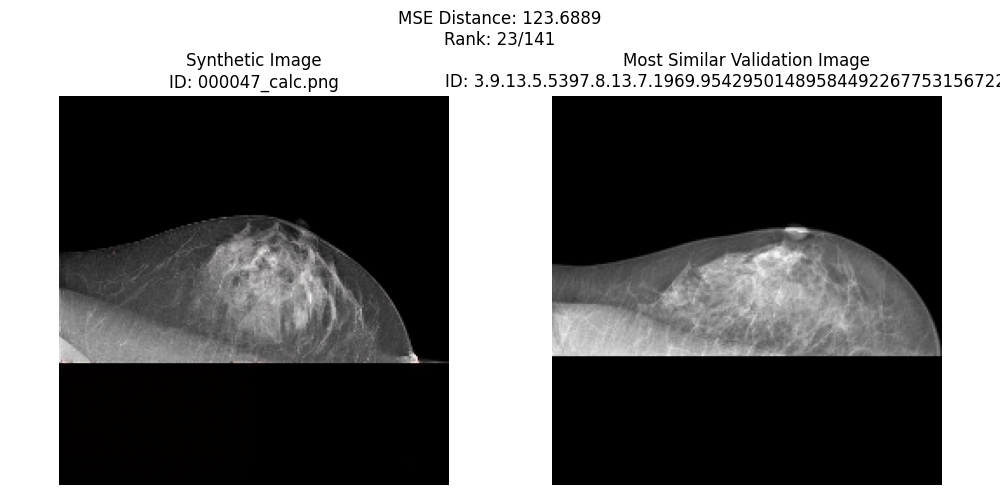 MSE Distance: 123.6889
Rank: 23/141
Synthetic Image
ID: 000047_calc.png
Most Similar Validation Image
ID: 3.9.13.5.5397.8.13.7.1969.95429501489584492267753156722